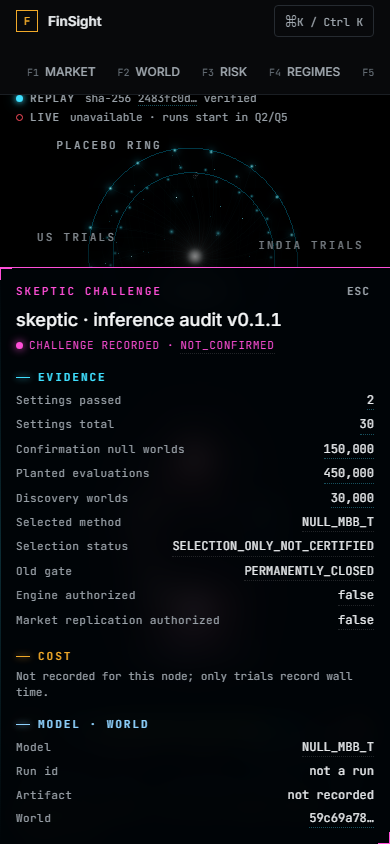 F FinSight ⌘K / Ctrl K
F1 MARKET F2 WORLD F3 RISK F4 REGIMES F5
REPLAY sha-256 2483fc0d… verified
LIVE unavailable · runs start in Q2/Q5
PLACEBO RING
US TRIALS
INDIA TRIALS
SKEPTIC CHALLENGE ESC
skeptic · inference audit v0.1.1
CHALLENGE RECORDED · NOT_CONFIRMED
EVIDENCE
Settings passed 2
Settings total 30
Confirmation null worlds 150,000
Planted evaluations 450,000
Discovery worlds 30,000
Selected method NULL_MBB_T
Selection status SELECTION_ONLY_NOT_CERTIFIED
Old gate PERMANENTLY_CLOSED
Engine authorized false
Market replication authorized false
COST
Not recorded for this node; only trials record wall
time.
MODEL · WORLD
Model NULL_MBB_T
Run id not a run
Artifact not recorded
World 59c69a78…